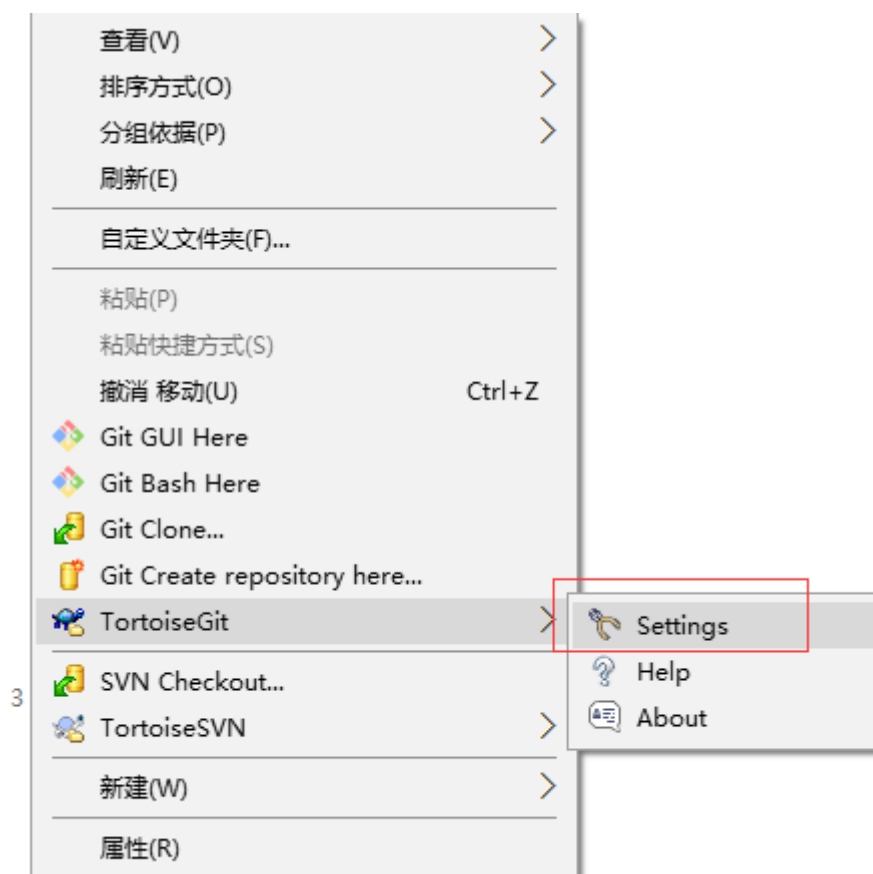 查看(V)
排序方式(O)
分组依据(P)
刷新(E)
自定义文件夹(F)...
粘贴(P)
粘贴快捷方式(S)
撤消 移动(U) Ctrl+Z
Git GUI Here
Git Bash Here
Git Clone...
Git Create repository here...
TortoiseGit
Settings
Help
About
3
SVN Checkout...
TortoiseSVN
新建(W)
属性(R)